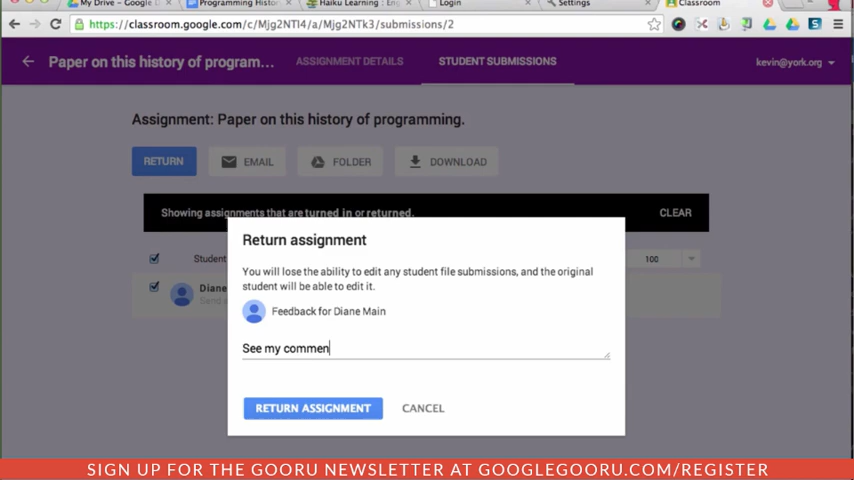 My Drive - Google D
Programming Histor
Haiku Learning : Eng
Login
Settings
Classroom
https://classroom.google.com/c/Mjg2NTI4/a/Mjg2NTk3/submissions/2
Paper on this history of program...
ASSIGNMENT DETAILS
STUDENT SUBMISSIONS
kevin@york.org
Assignment: Paper on this history of programming.
RETURN
EMAIL
FOLDER
DOWNLOAD
Showing assignments that are turned in or returned.
CLEAR
Return assignment
Student
100
You will lose the ability to edit any student file submissions, and the original
student will be able to edit it.
Diane
Send a
Feedback for Diane Main
See my commen
RETURN ASSIGNMENT
CANCEL
SIGN UP FOR THE GOORU NEWSLETTER AT GOOGLEGOORU.COM/REGISTER